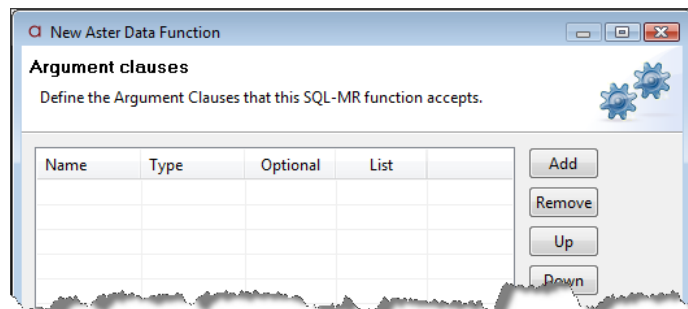 New Aster Data Function
Argument clauses
Define the Argument Clauses that this SQL-MR function accepts.
Name Type Optional List
Add
Remove
Up
Down